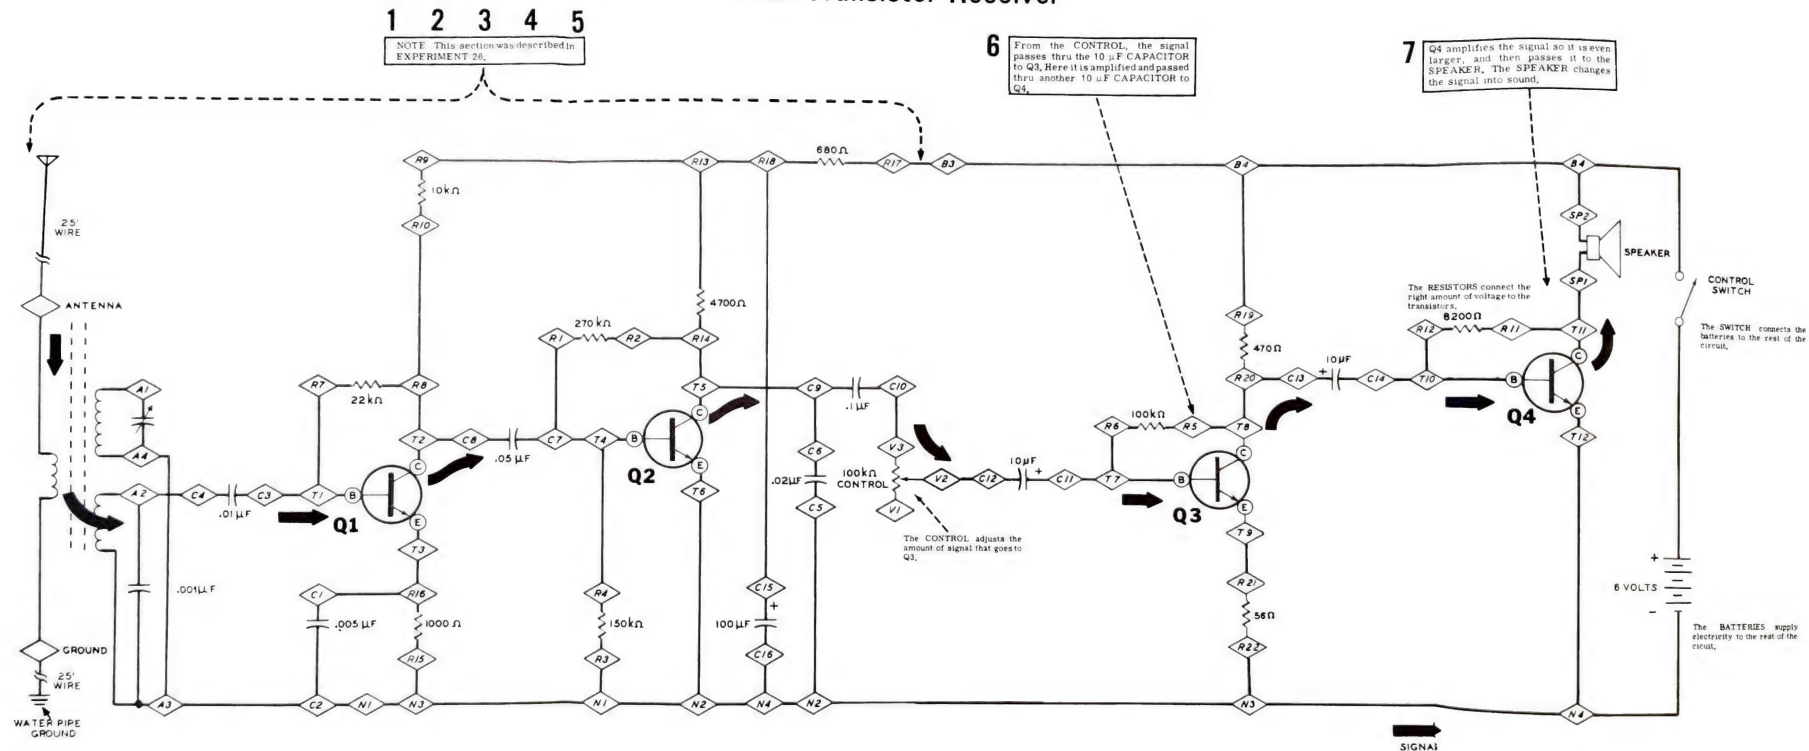 Transistor Receiver
1 2 3 4 5
NOTE This section was described in
EXPERIMENT 26.
6
From the CONTROL, the signal
passes thru the 10 µF CAPACITOR
to Q3. Here it is amplified and passed
thru another 10 µF CAPACITOR to
Q4.
7
Q4 amplifies the signal so it is even
larger, and then passes it to the
SPEAKER. The SPEAKER changes
the signal into sound.
R9
R13
R18
680Ω
R17
B3
B4
B4
25'
WIRE
10kΩ
R10
SP2
SPEAKER
SP1
CONTROL
SWITCH
ANTENNA
The RESISTORS connect the
right amount of voltage to the
transistors.
The SWITCH connects the
batteries to the rest of the
circuit.
4700Ω
R1
270kΩ
R2
R14
R19
470Ω
R12
8200Ω
R11
T11
A1
R7
22kΩ
R8
T5
C9
.1µF
C10
R20
C13
10µF
+
C14
T10
B
C
E
Q4
T12
A4
T2
C8
.05µF
C7
T4
B
C
E
Q2
T6
C6
.02µF
C5
V3
100kΩ
CONTROL
V1
V2
C12
10µF
+
C11
R6
100kΩ
R5
T8
T7
B
C
E
Q3
T9
A2
C4
.01µF
C3
T1
B
C
E
Q1
T3
The CONTROL adjusts the
amount of signal that goes to
Q3.
.001µF
C1
.005µF
R16
1000Ω
R15
R4
150kΩ
R3
C15
+
100µF
C16
R21
56Ω
R22
+
6 VOLTS
-
The BATTERIES supply
electricity to the rest of the
cicuit.
GROUND
25'
WIRE
WATER PIPE
GROUND
A3
C2
N1
N3
N1
N2
N4
N2
N3
N4
SIGNAL